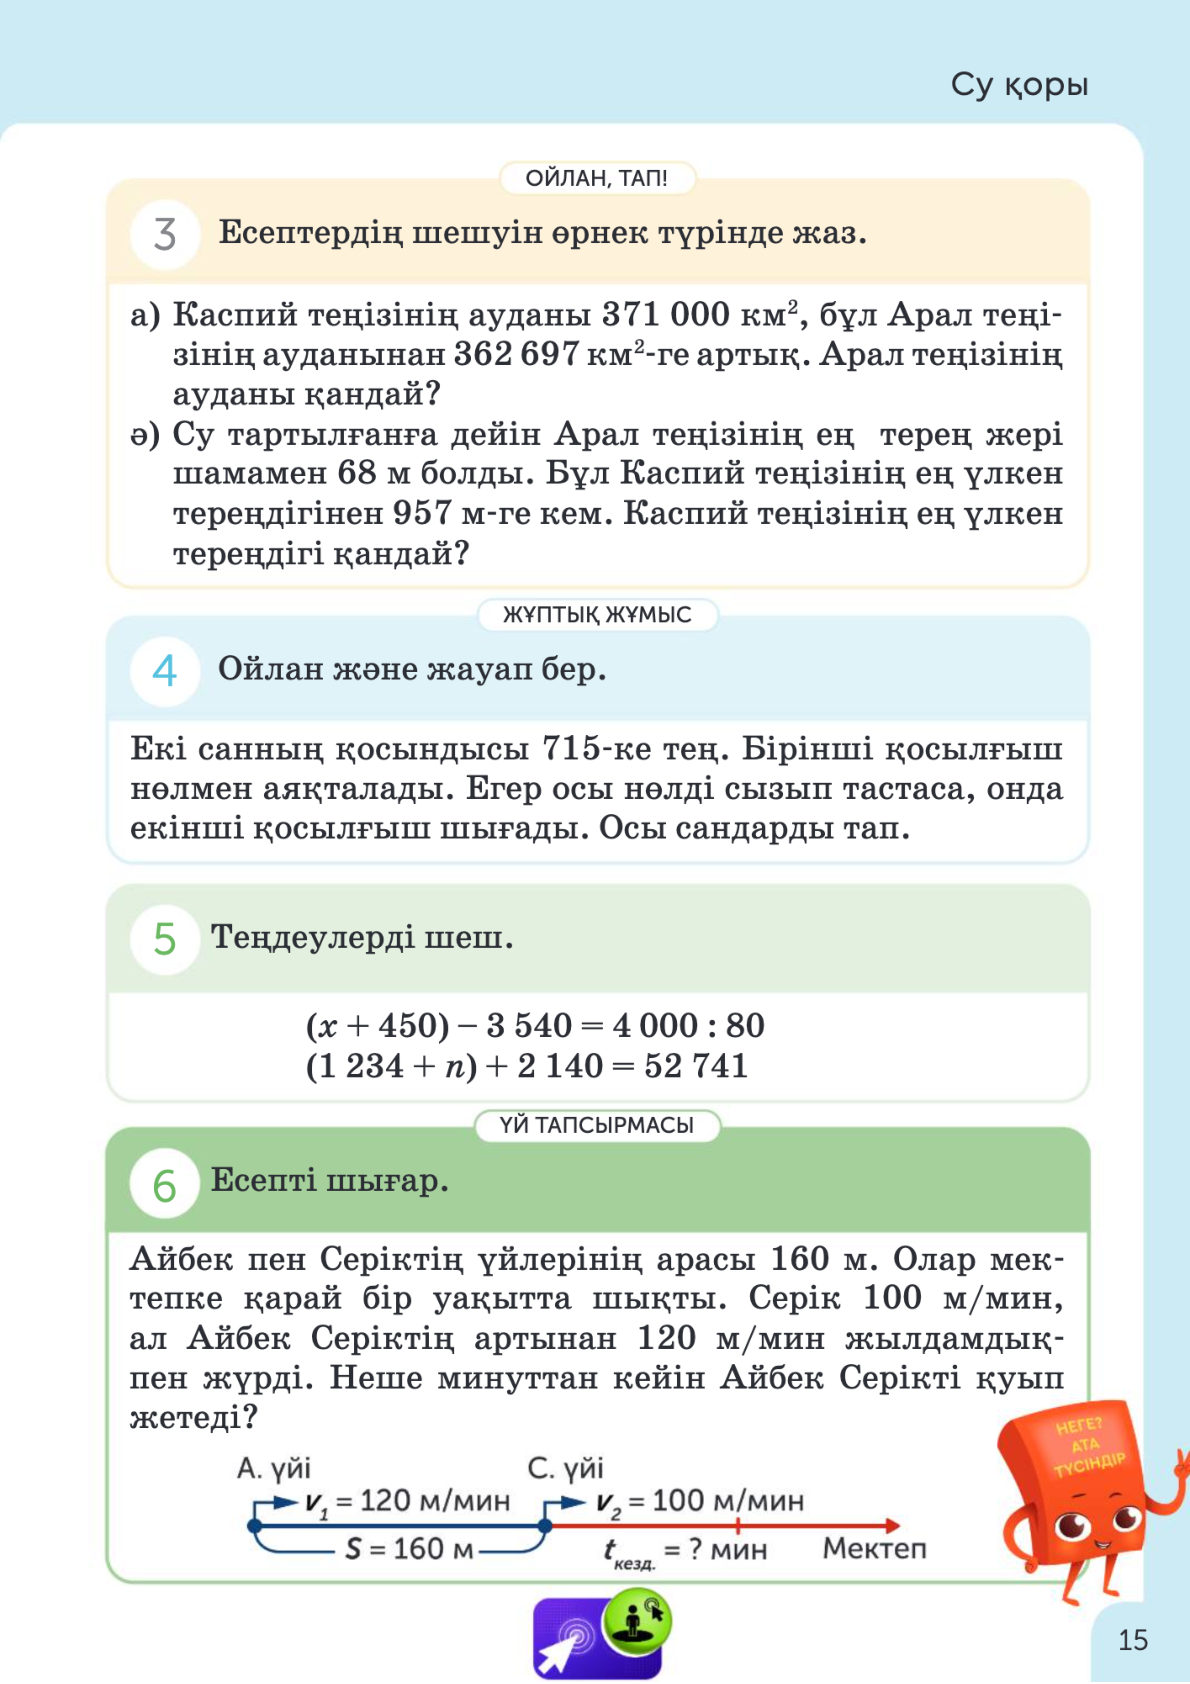 Су қоры
ОЙЛАН, ТАП!
3 Есептердің шешуін өрнек түрінде жаз.
а) Каспий теңізінің ауданы 371 000 км², бұл Арал теңі-
зінің ауданынан 362 697 км²-ге артық. Арал теңізінің
ауданы қандай?
ә) Су тартылғанға дейін Арал теңізінің ең терең жері
шамамен 68 м болды. Бұл Каспий теңізінің ең үлкен
тереңдігінен 957 м-ге кем. Каспий теңізінің ең үлкен
тереңдігі қандай?
ЖҰПТЫҚ ЖҰМЫС
4 Ойлан және жауап бер.
Екі санның қосындысы 715-ке тең. Бірінші қосылғыш
нөлмен аяқталады. Егер осы нөлді сызып тастаса, онда
екінші қосылғыш шығады. Осы сандарды тап.
5 Теңдеулерді шеш.
(x + 450) – 3 540 = 4 000 : 80
(1 234 + n) + 2 140 = 52 741
ҮЙ ТАПСЫРМАСЫ
6 Есепті шығар.
Айбек пен Серіктің үйлерінің арасы 160 м. Олар мек-
тепке қарай бір уақытта шықты. Серік 100 м/мин,
ал Айбек Серіктің артынан 120 м/мин жылдамдық-
пен жүрді. Неше минуттан кейін Айбек Серікті қуып
жетеді?
А. үйі С. үйі
v₁ = 120 м/мин v₂ = 100 м/мин
S = 160 м t кезд. = ? мин Мектеп
НЕГЕ?
АТА
ТҮСІНДІР
15